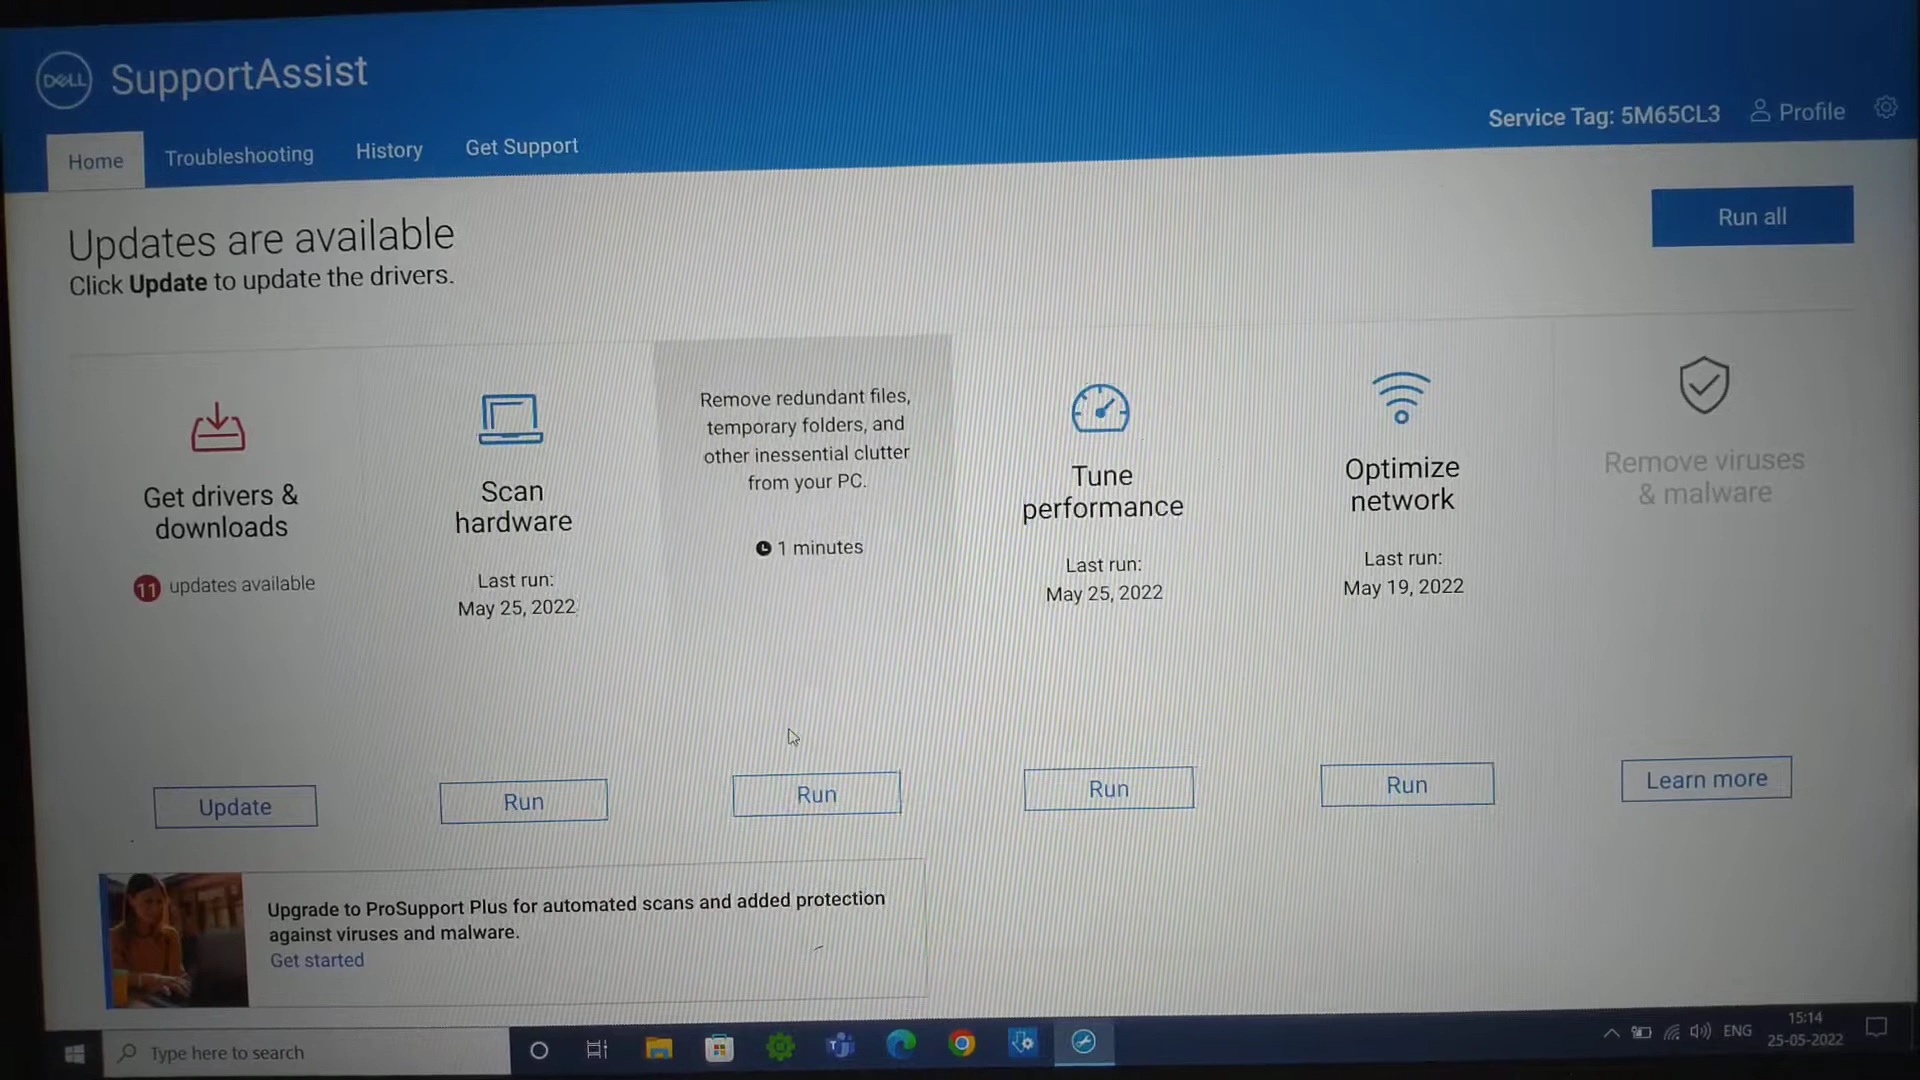 DELL
SupportAssist
Service Tag: 5M65CL3
Profile
Home
Troubleshooting
History
Get Support
Updates are available
Click Update to update the drivers.
Run all
Get drivers &
downloads
11 updates available
Update
Scan
hardware
Last run:
May 25, 2022
Run
Remove redundant files,
temporary folders, and
other inessential clutter
from your PC.
1 minutes
Run
Tune
performance
Last run:
May 25, 2022
Run
Optimize
network
Last run:
May 19, 2022
Run
Remove viruses
& malware
Learn more
Upgrade to ProSupport Plus for automated scans and added protection
against viruses and malware.
Get started
Type here to search
ENG
15:14
25-05-2022